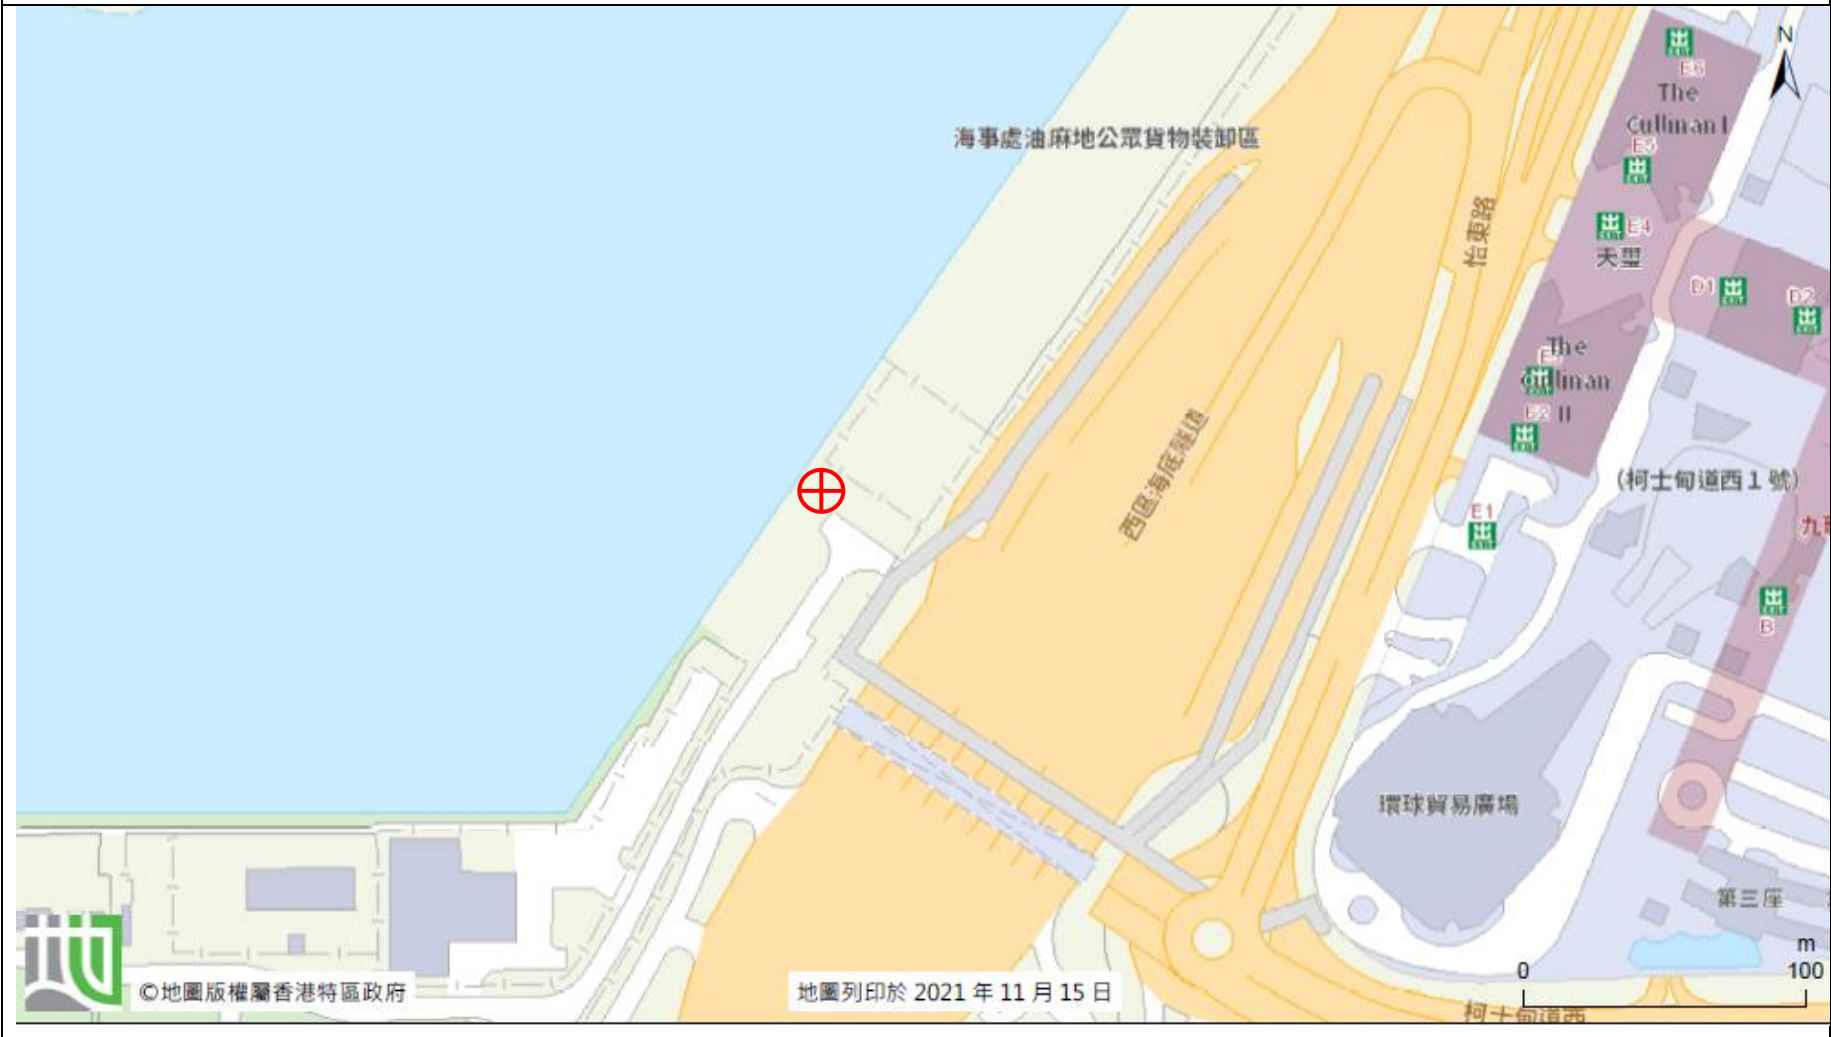 N
E6
The
Cullinan I
E5
海事處油麻地公眾貨物裝卸區
E4
怡東路
天璽
D1
D2
The
Cullinan
II
E2
西區海底隧道
(柯士甸道西1號)
E1
B
環球貿易廣場
第三座
m
0
100
©地圖版權屬香港特區政府
地圖列印於 2021 年 11 月 15 日
柯士甸道西